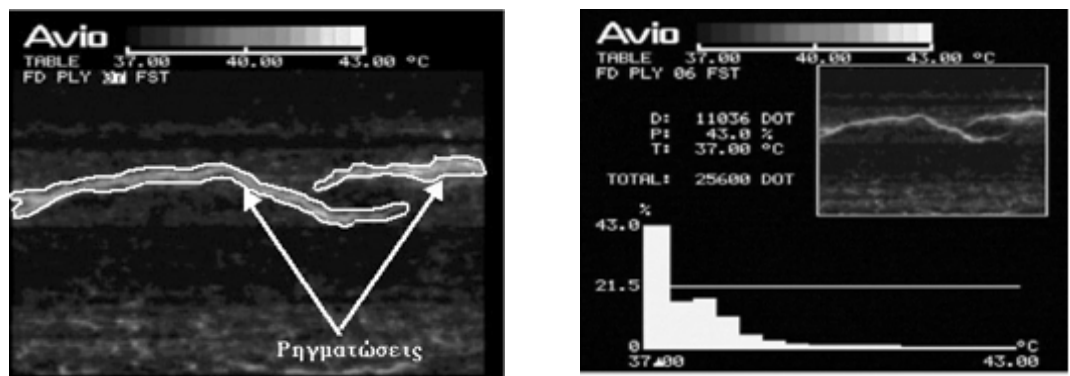 Avio
TABLE 37.00 40.00 43.00 °C
FD PLY FST
Ρηγματώσεις
Avio
TABLE 37.00 40.00 43.00 °C
FD PLY 06 FST
D: 11036 DOT
P: 43.0 %
T: 37.00 °C
TOTAL: 25600 DOT
%
43.0
21.5
0 °C
37.00 43.00